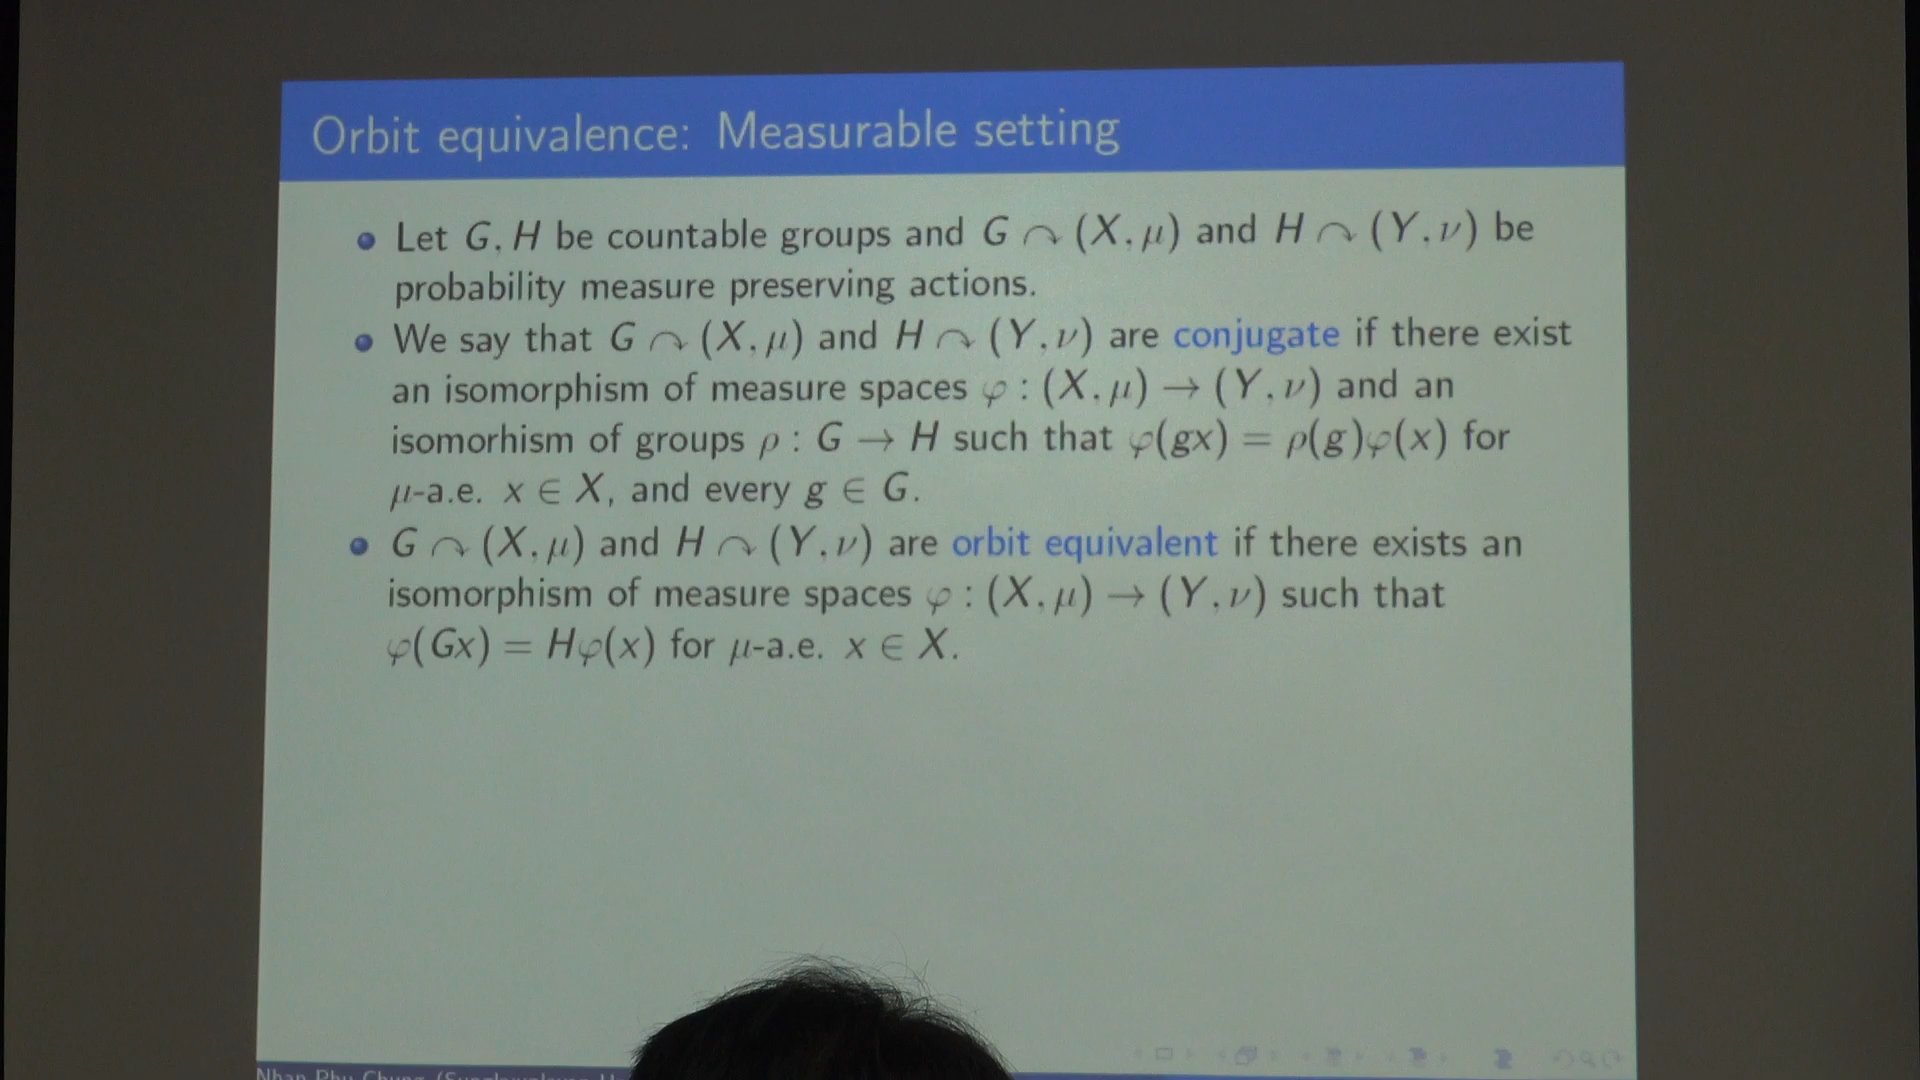 Orbit equivalence: Measurable setting
Let G, H be countable groups and G ↷ (X, μ) and H ↷ (Y, ν) be
probability measure preserving actions.
We say that G ↷ (X, μ) and H ↷ (Y, ν) are conjugate if there exist
an isomorphism of measure spaces φ : (X, μ) → (Y, ν) and an
isomorhism of groups ρ : G → H such that φ(gx) = ρ(g)φ(x) for
μ-a.e. x ∈ X, and every g ∈ G.
G ↷ (X, μ) and H ↷ (Y, ν) are orbit equivalent if there exists an
isomorphism of measure spaces φ : (X, μ) → (Y, ν) such that
φ(Gx) = Hφ(x) for μ-a.e. x ∈ X.
Nhan Phu Chung